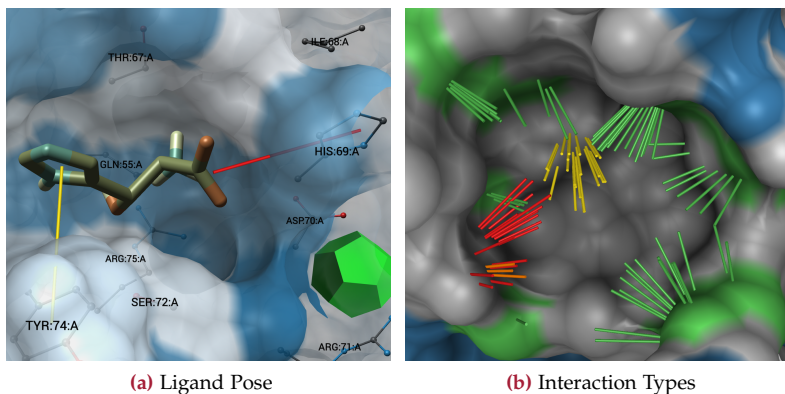 ILE:68:A
THR:67:A
HIS:69:A
GLN:55:A
ASP:70:A
ARG:75:A
SER:72:A
TYR:74:A
ARG:71:A
(a) Ligand Pose
(b) Interaction Types